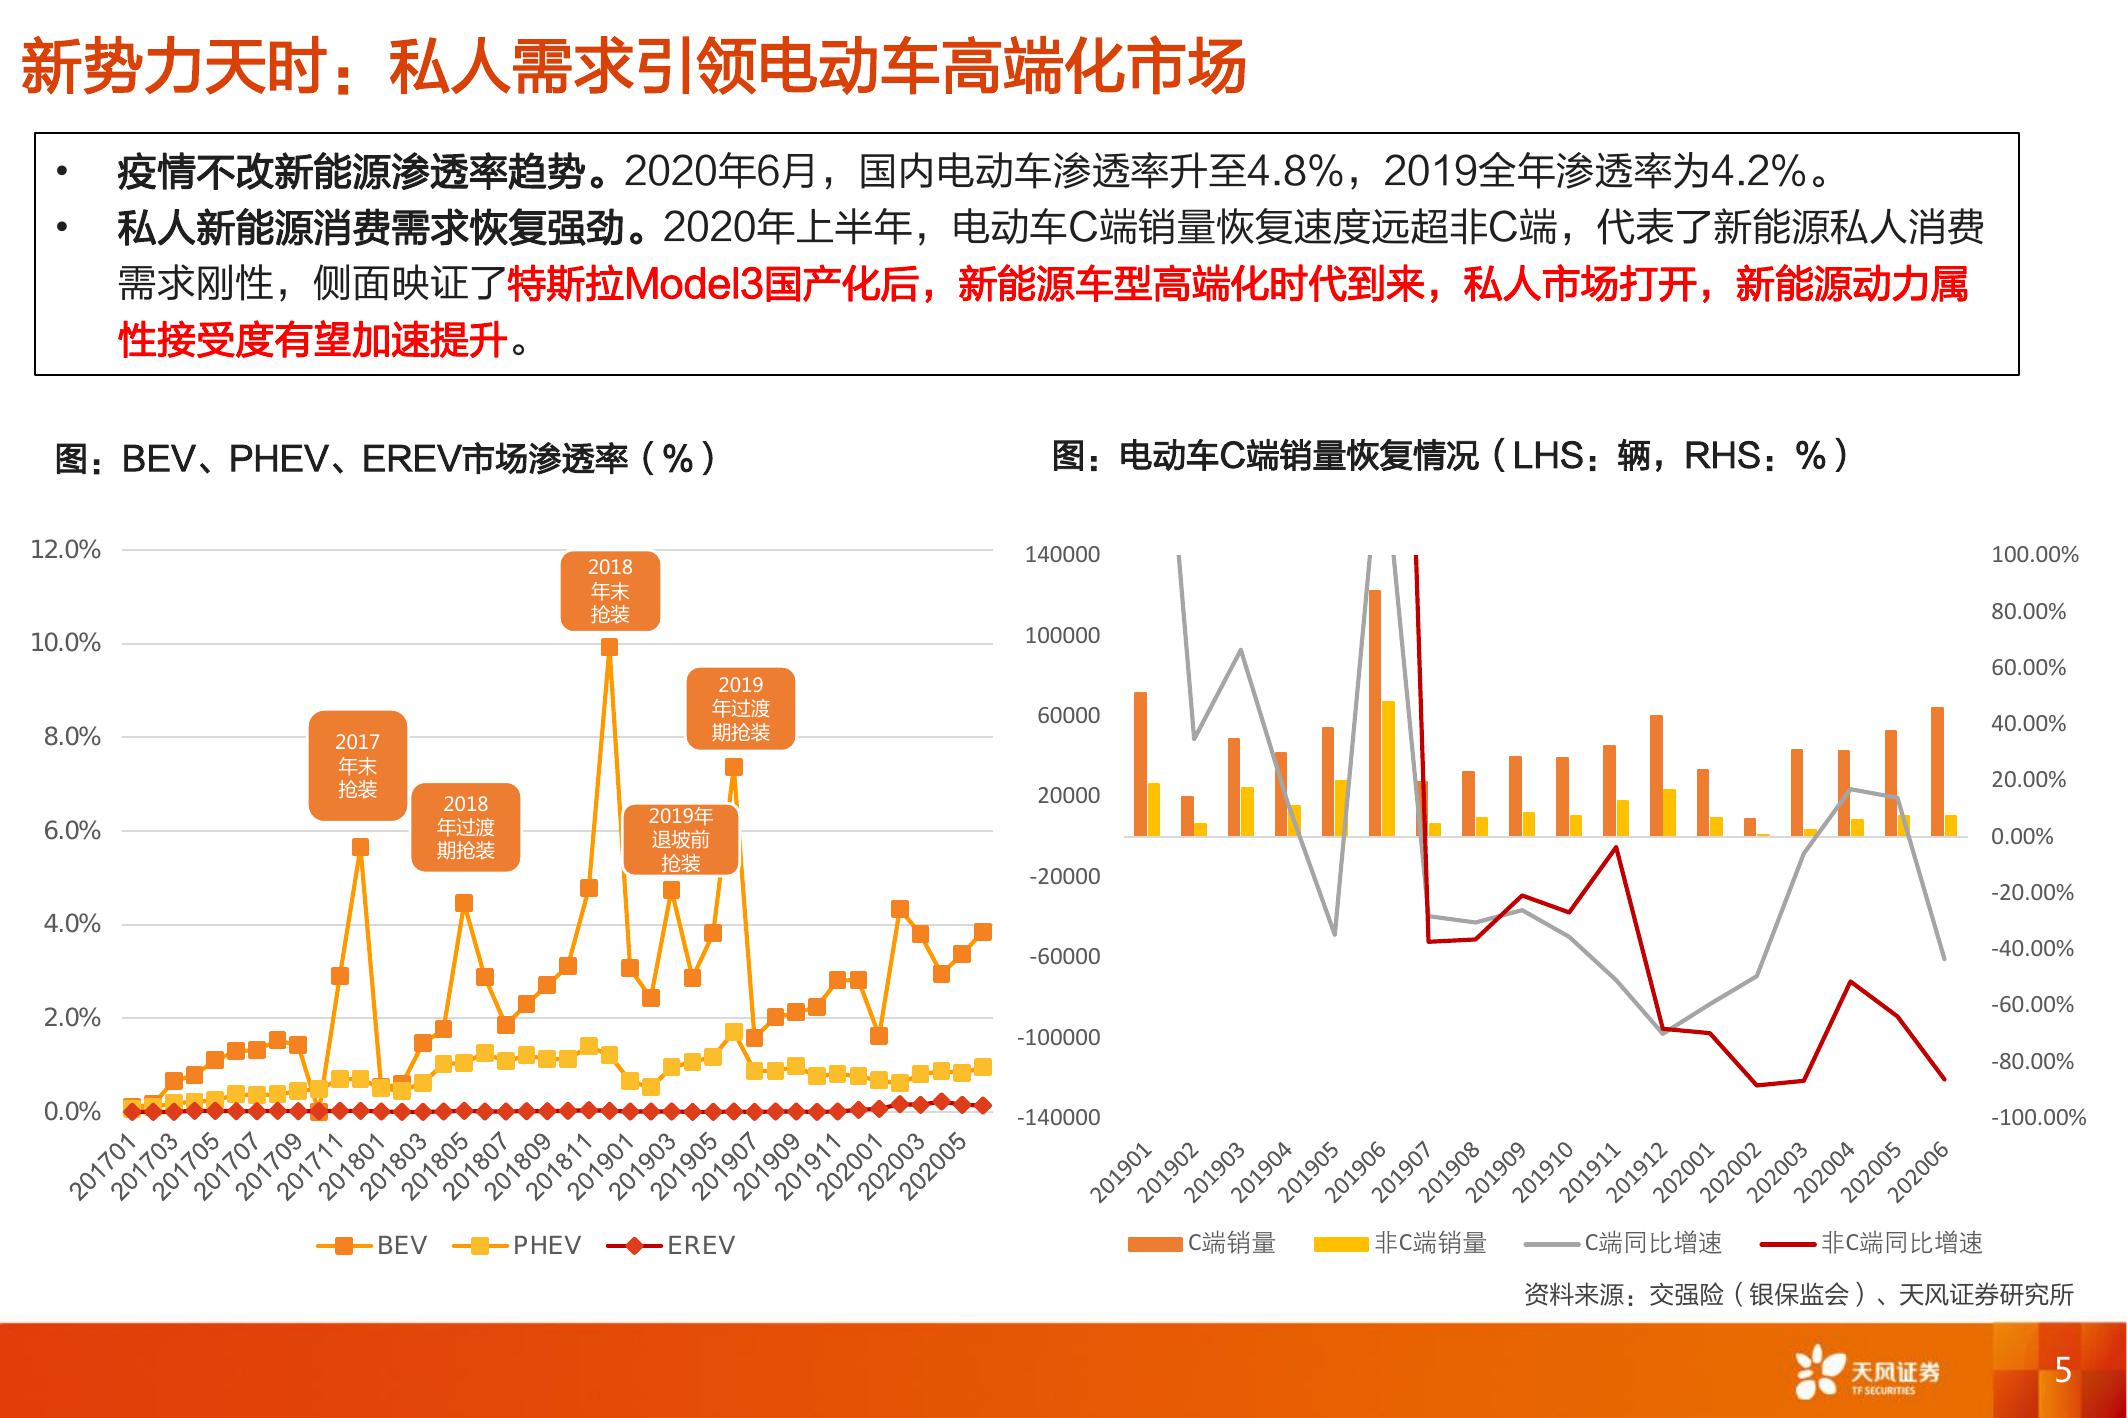 新势力天时：私人需求引领电动车高端化市场
• 疫情不改新能源渗透率趋势。2020年6月，国内电动车渗透率升至4.8%，2019全年渗透率为4.2%。
• 私人新能源消费需求恢复强劲。2020年上半年，电动车C端销量恢复速度远超非C端，代表了新能源私人消费
需求刚性，侧面映证了特斯拉Model3国产化后，新能源车型高端化时代到来，私人市场打开，新能源动力属
性接受度有望加速提升。
图：BEV、PHEV、EREV市场渗透率（%）
12.0%
10.0%
8.0%
6.0%
4.0%
2.0%
0.0%
2017
年末
抢装
2018
年过渡
期抢装
2018
年末
抢装
2019年
退坡前
抢装
2019
年过渡
期抢装
201701
201703
201705
201707
201709
201711
201801
201803
201805
201807
201809
201811
201901
201903
201905
201907
201909
201911
202001
202003
202005
BEV
PHEV
EREV
图：电动车C端销量恢复情况（LHS：辆，RHS：%）
140000
100000
60000
20000
-20000
-60000
-100000
-140000
100.00%
80.00%
60.00%
40.00%
20.00%
0.00%
-20.00%
-40.00%
-60.00%
-80.00%
-100.00%
201901
201902
201903
201904
201905
201906
201907
201908
201909
201910
201911
201912
202001
202002
202003
202004
202005
202006
C端销量
非C端销量
C端同比增速
非C端同比增速
资料来源：交强险（银保监会）、天风证券研究所
天风证券
TF SECURITIES
5